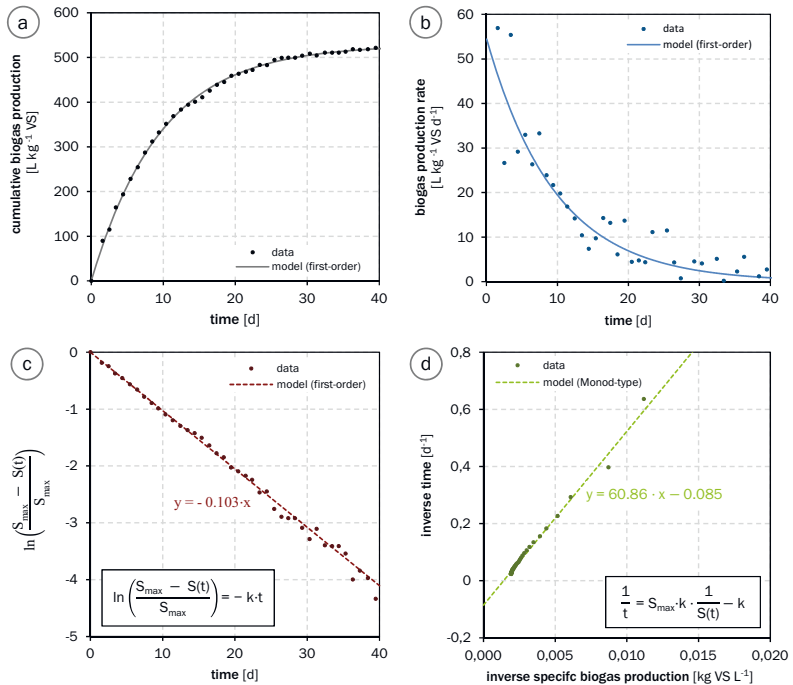 a
cumulative biogas production
[L kg⁻¹ VS]
600
500
400
300
200
100
0
0 10 20 30 40
time [d]
data
model (first-order)
b
biogas production rate
[L kg⁻¹ VS d⁻¹]
60
50
40
30
20
10
0
0 10 20 30 40
time [d]
data
model (first-order)
c
ln((Sₘₐₓ − S(t))/Sₘₐₓ)
0
-1
-2
-3
-4
-5
0 10 20 30 40
time [d]
data
model (first-order)
y = - 0.103·x
ln((Sₘₐₓ − S(t))/Sₘₐₓ) = − k·t
d
inverse time [d⁻¹]
0,8
0,6
0,4
0,2
0
-0,2
0,000 0,005 0,010 0,015 0,020
inverse specifc biogas production [kg VS L⁻¹]
data
model (Monod-type)
y = 60.86 · x − 0.085
1/t = Sₘₐₓ·k · 1/S(t) − k